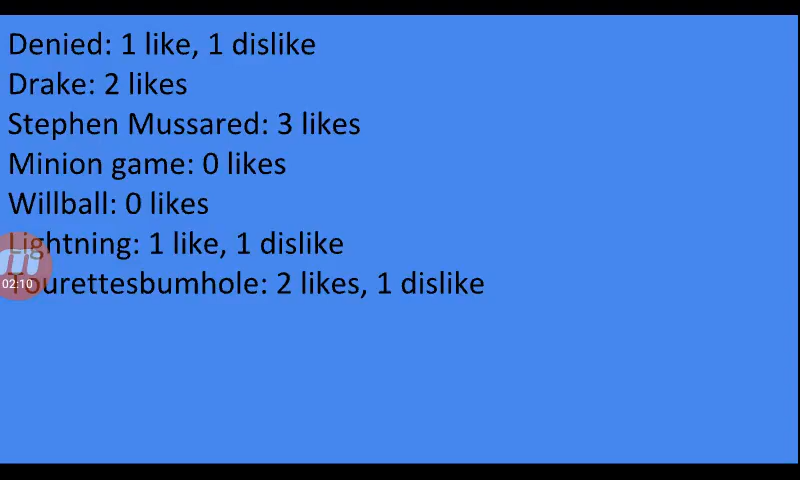 Denied: 1 like, 1 dislike
Drake: 2 likes
Stephen Mussared: 3 likes
Minion game: 0 likes
Willball: 0 likes
Lightning: 1 like, 1 dislike
Tourettesbumhole: 2 likes, 1 dislike
02:10